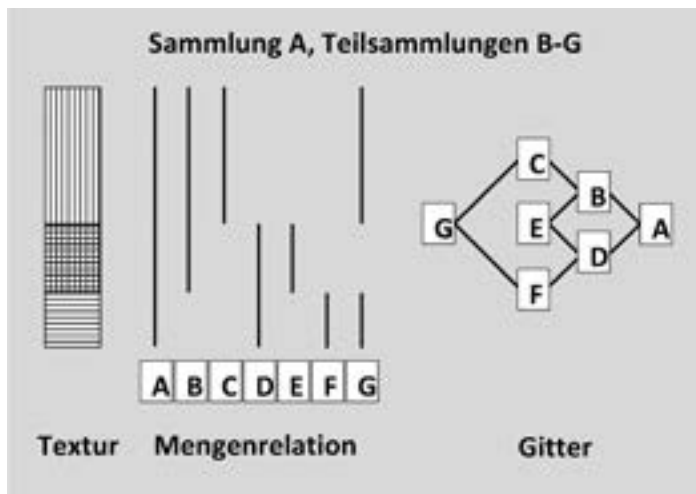 Sammlung A, Teilsammlungen B-G
C
B
G E A
D
F
A B C D E F G
Textur Mengenrelation Gitter